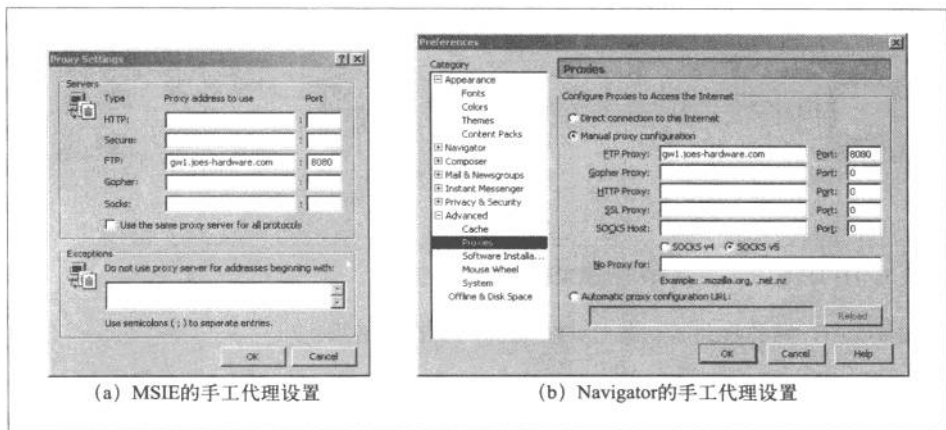 Proxy Settings
Servers
Type Proxy address to use Port
HTTP: :
Secure: :
FTP: gw1.joes-hardware.com : 8080
Gopher: :
Socks: :
Use the same proxy server for all protocols
Exceptions
Do not use proxy server for addresses beginning with:
Use semicolons ( ; ) to separate entries.
OK Cancel
(a) MSIE的手工代理设置
Preferences
Category
Appearance
Fonts
Colors
Themes
Content Packs
Navigator
Composer
Mail & Newsgroups
Instant Messenger
Privacy & Security
Advanced
Cache
Proxies
Software Installa...
Mouse Wheel
System
Offline & Disk Space
Proxies
Configure Proxies to Access the Internet
Direct connection to the Internet
Manual proxy configuration
FTP Proxy: gw1.joes-hardware.com Port: 8080
Gopher Proxy: Port: 0
HTTP Proxy: Port: 0
SSL Proxy: Port: 0
SOCKS Host: Port: 0
SOCKS v4 SOCKS v5
No Proxy for:
Example: .mozilla.org, .net.nz
Automatic proxy configuration URL:
Reload
OK Cancel Help
(b) Navigator的手工代理设置